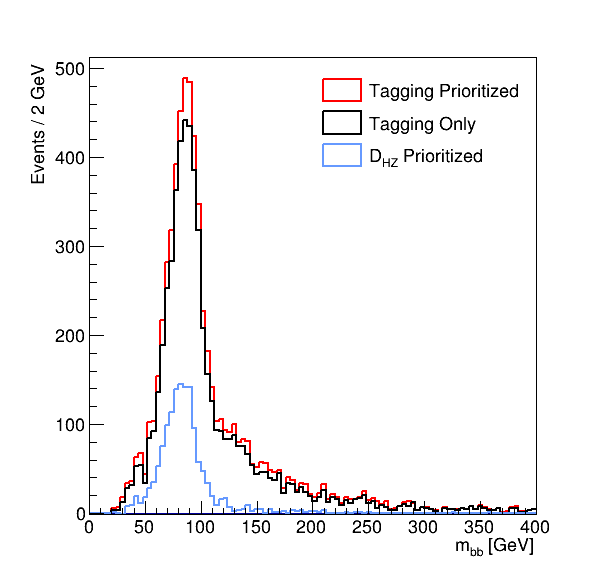 Events / 2 GeV
500
400
300
200
100
0
Tagging Prioritized
Tagging Only
D_HZ Prioritized
0 50 100 150 200 250 300 350 400
m_bb [GeV]